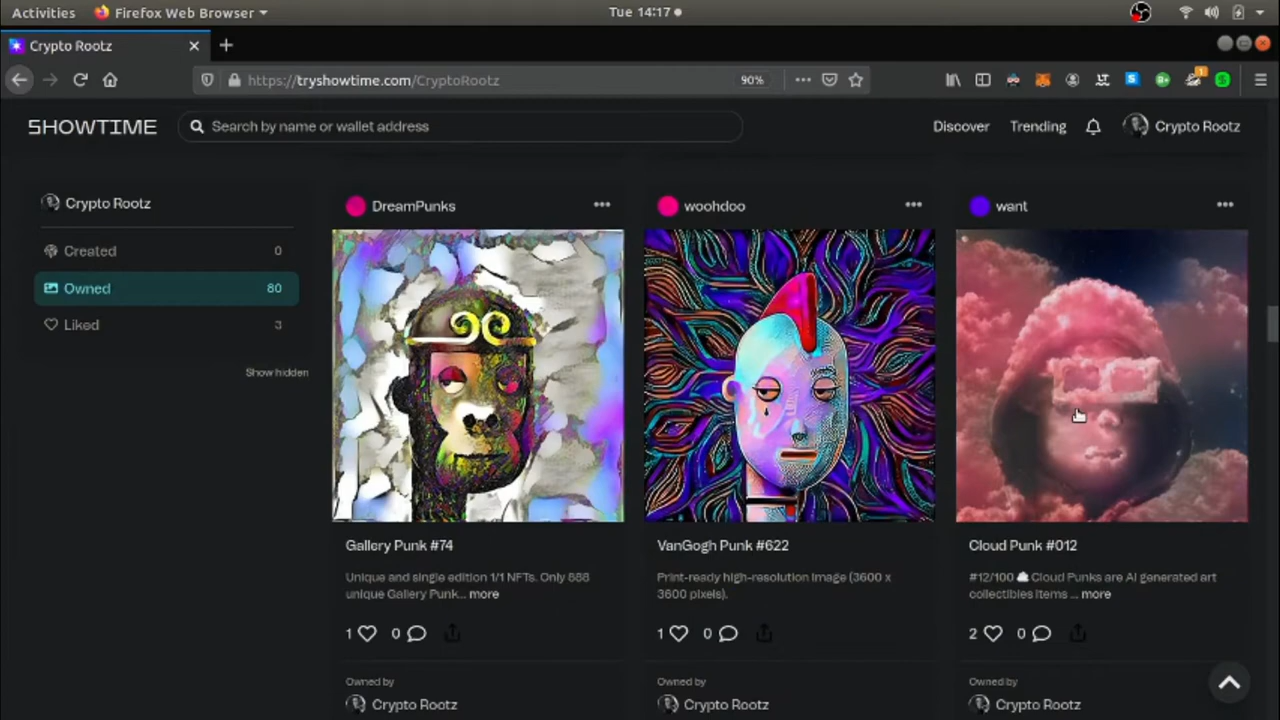 Activities Firefox Web Browser Tue 14:17
Crypto Rootz
https://tryshowtime.com/CryptoRootz 90% 1
SHOWTIME Search by name or wallet address Discover Trending Crypto Rootz
Crypto Rootz
Created 0
Owned 80
Liked 3
Show hidden
DreamPunks
Gallery Punk #74
Unique and single edition 1/1 NFTs. Only 888
unique Gallery Punk... more
1 0
Owned by
Crypto Rootz
woohdoo
VanGogh Punk #622
Print-ready high-resolution image (3600 x
3600 pixels).
1 0
Owned by
Crypto Rootz
want
Cloud Punk #012
#12/100 Cloud Punks are AI generated art
collectibles items ... more
2 0
Owned by
Crypto Rootz